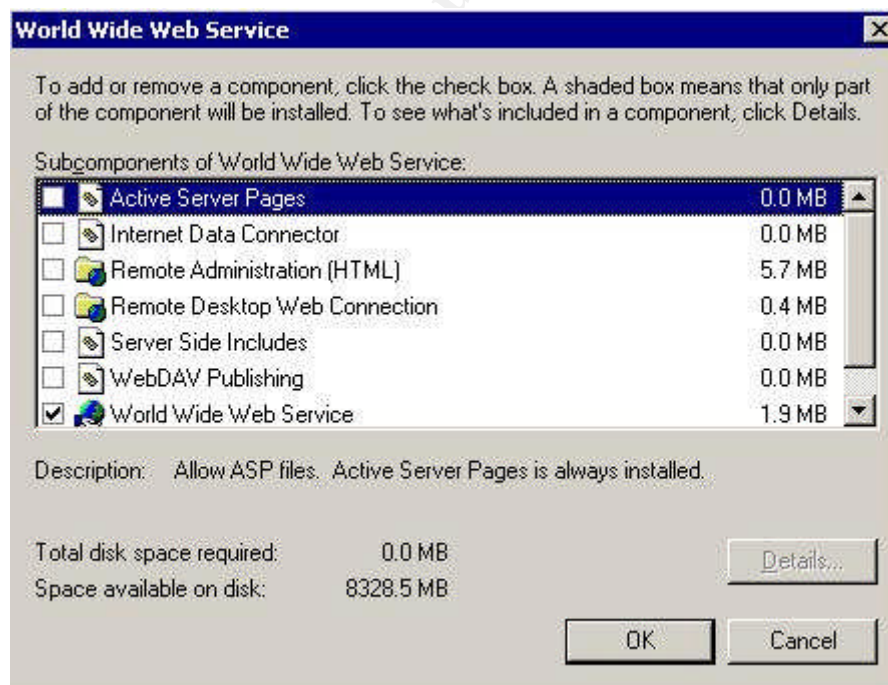 World Wide Web Service
To add or remove a component, click the check box. A shaded box means that only part
of the component will be installed. To see what's included in a component, click Details.
Subcomponents of World Wide Web Service:
Active Server Pages 0.0 MB
Internet Data Connector 0.0 MB
Remote Administration (HTML) 5.7 MB
Remote Desktop Web Connection 0.4 MB
Server Side Includes 0.0 MB
WebDAV Publishing 0.0 MB
World Wide Web Service 1.9 MB
Description: Allow ASP files. Active Server Pages is always installed.
Total disk space required: 0.0 MB
Details...
Space available on disk: 8328.5 MB
OK Cancel